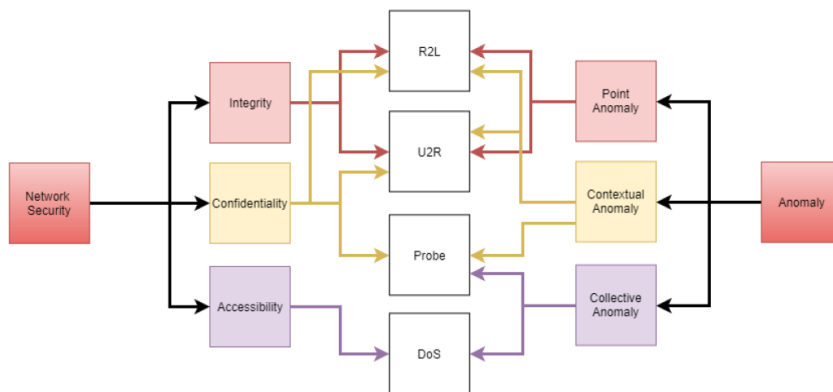 Network
Security
Integrity
Confidentiality
Accessibility
R2L
U2R
Probe
DoS
Point
Anomaly
Contextual
Anomaly
Collective
Anomaly
Anomaly